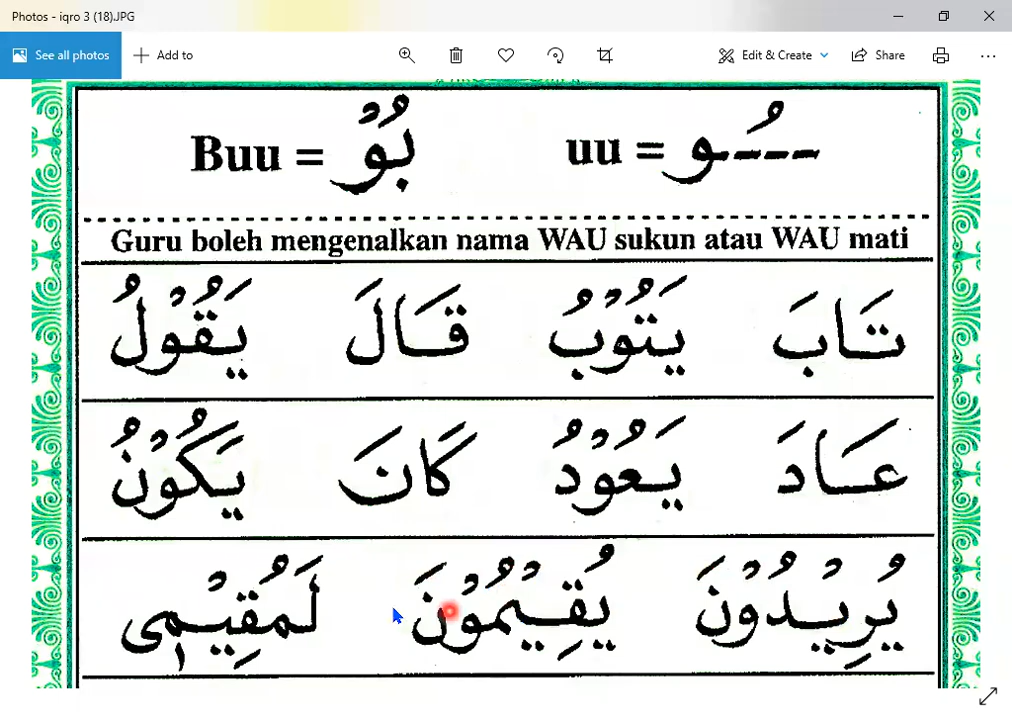 Photos - iqro 3 (18).JPG
See all photos Add to Edit & Create Share
uu = ـُـو Buu = بُوْ
Guru boleh mengenalkan nama WAU sukun atau WAU mati
تَابَ يَتُوْبُ قَالَ يَقُوْلُ
عَادَ يَعُوْدُ كَانَ يَكُوْنُ
يُرِيْدُوْنَ يُقِيْمُوْنَ لَمُقِيْمِى